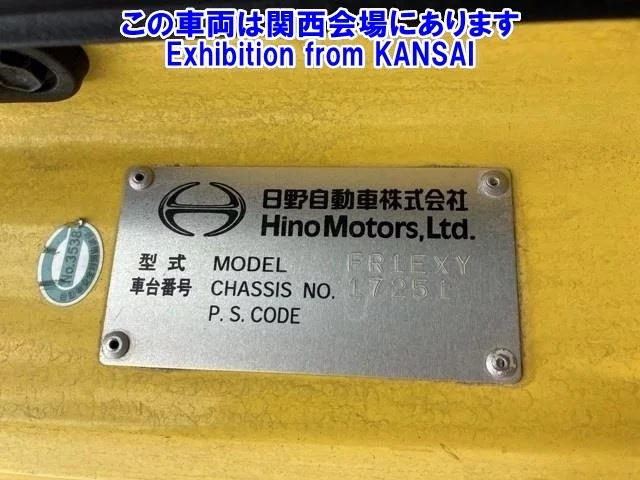 この車両は関西会場にあります
Exhibition from KANSAI
日野自動車株式会社
Hino Motors, Ltd.
型式 MODEL FR1EXY
車台番号 CHASSIS NO. 17251
P. S. CODE
No.3538